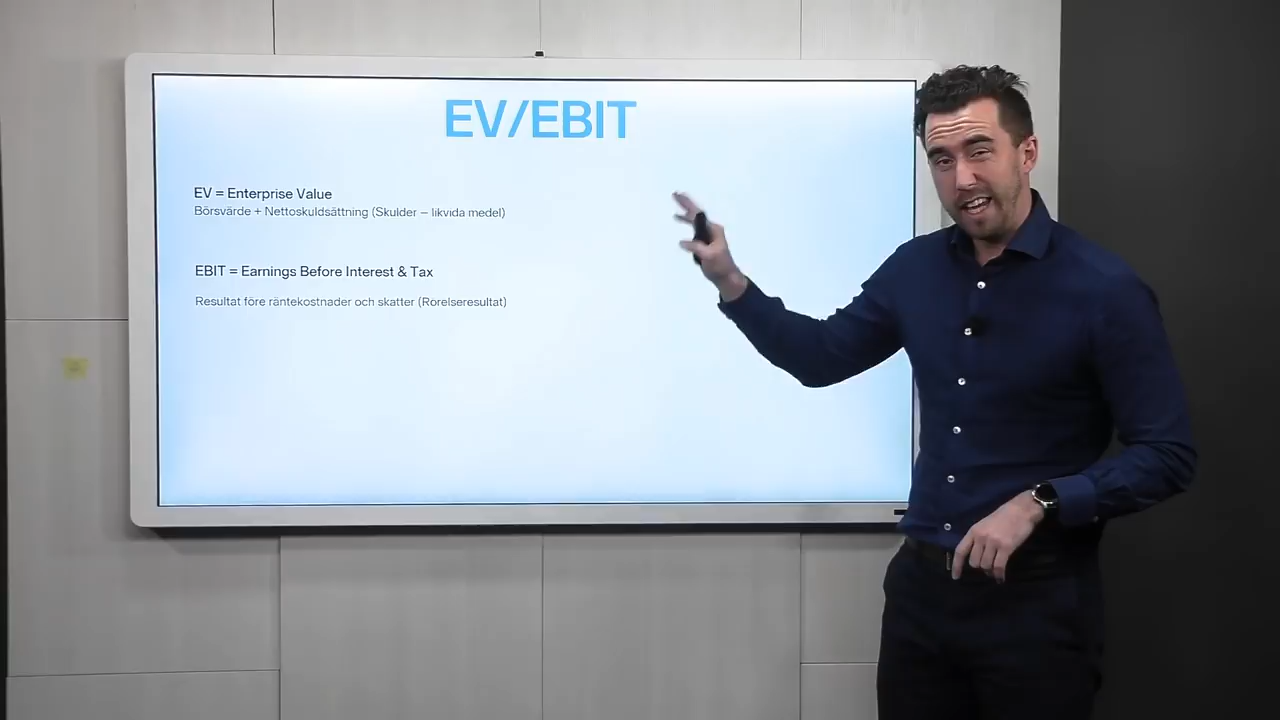 EV/EBIT
EV = Enterprise Value
Börsvärde + Nettoskuldsättning (Skulder – likvida medel)
EBIT = Earnings Before Interest & Tax
Resultat före räntekostnader och skatter (Rorelseresultat)